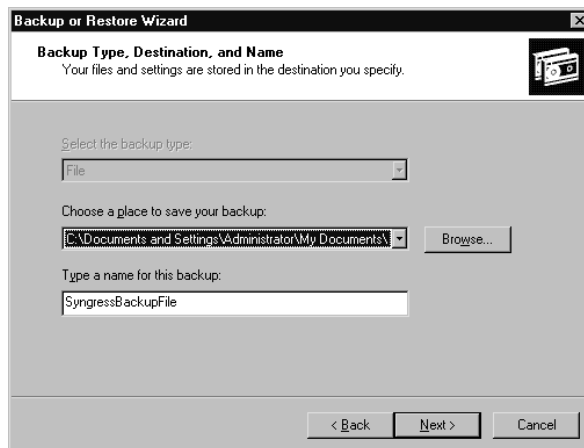 Backup or Restore Wizard
Backup Type, Destination, and Name
Your files and settings are stored in the destination you specify.
Select the backup type:
File
Choose a place to save your backup:
C:\Documents and Settings\Administrator\My Documents\
Browse...
Type a name for this backup:
SyngressBackupFile
< Back Next > Cancel